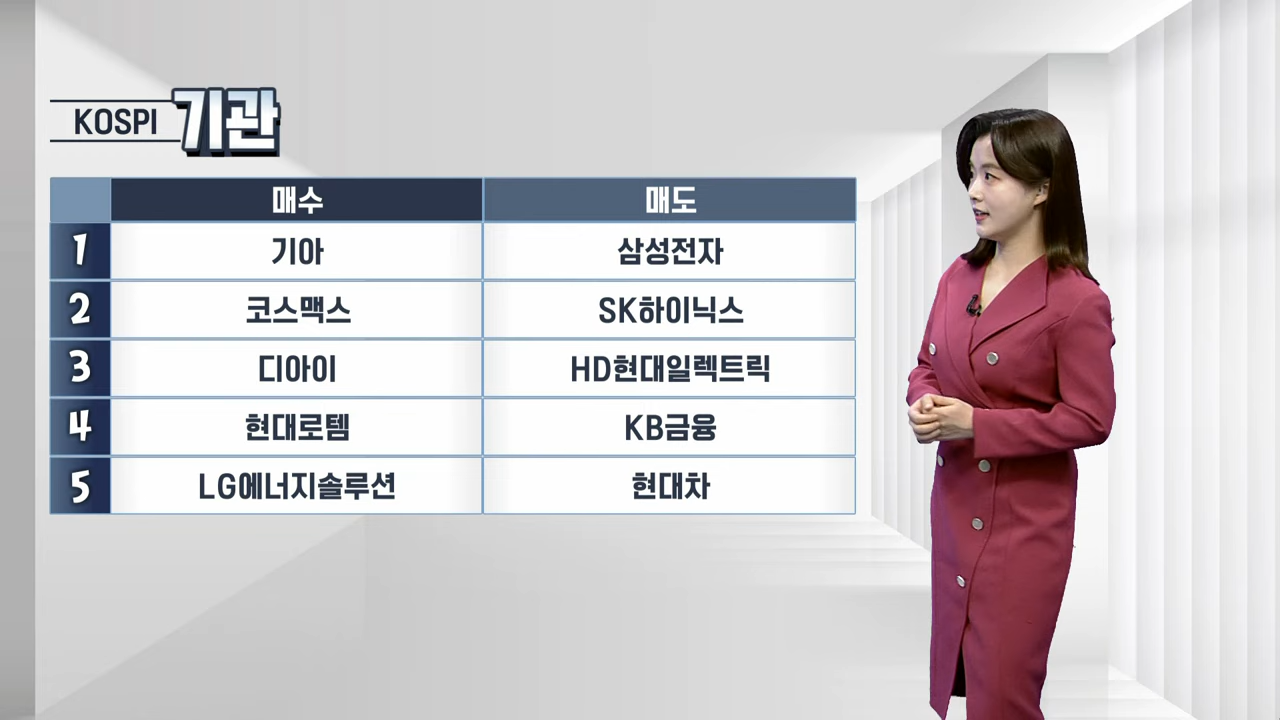 KOSPI 기관
매수 매도
1 기아 삼성전자
2 코스맥스 SK하이닉스
3 디아이 HD현대일렉트릭
4 현대로템 KB금융
5 LG에너지솔루션 현대차